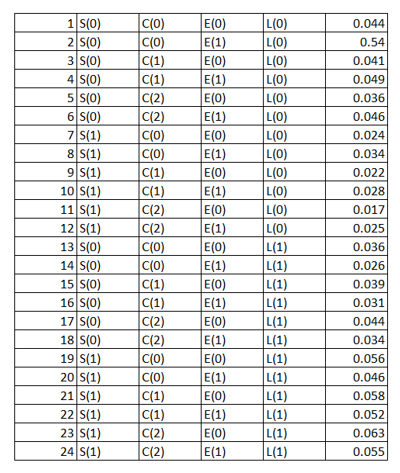 1 S(0) C(0) E(0) L(0) 0.044
2 S(0) C(0) E(1) L(0) 0.54
3 S(0) C(1) E(0) L(0) 0.041
4 S(0) C(1) E(1) L(0) 0.049
5 S(0) C(2) E(0) L(0) 0.036
6 S(0) C(2) E(1) L(0) 0.046
7 S(1) C(0) E(0) L(0) 0.024
8 S(1) C(0) E(1) L(0) 0.034
9 S(1) C(1) E(0) L(0) 0.022
10 S(1) C(1) E(1) L(0) 0.028
11 S(1) C(2) E(0) L(0) 0.017
12 S(1) C(2) E(1) L(0) 0.025
13 S(0) C(0) E(0) L(1) 0.036
14 S(0) C(0) E(1) L(1) 0.026
15 S(0) C(1) E(0) L(1) 0.039
16 S(0) C(1) E(1) L(1) 0.031
17 S(0) C(2) E(0) L(1) 0.044
18 S(0) C(2) E(1) L(1) 0.034
19 S(1) C(0) E(0) L(1) 0.056
20 S(1) C(0) E(1) L(1) 0.046
21 S(1) C(1) E(0) L(1) 0.058
22 S(1) C(1) E(1) L(1) 0.052
23 S(1) C(2) E(0) L(1) 0.063
24 S(1) C(2) E(1) L(1) 0.055